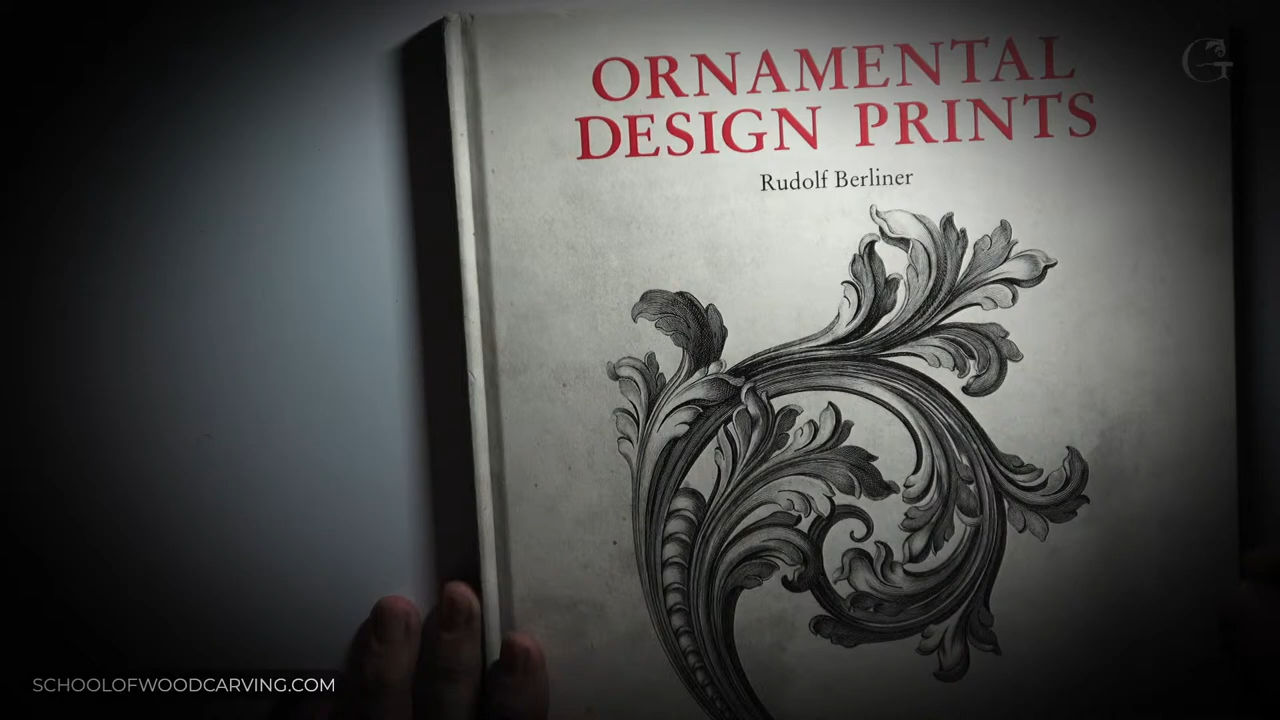 ORNAMENTAL
DESIGN PRINTS
Rudolf Berliner
SCHOOLOFWOODCARVING.COM